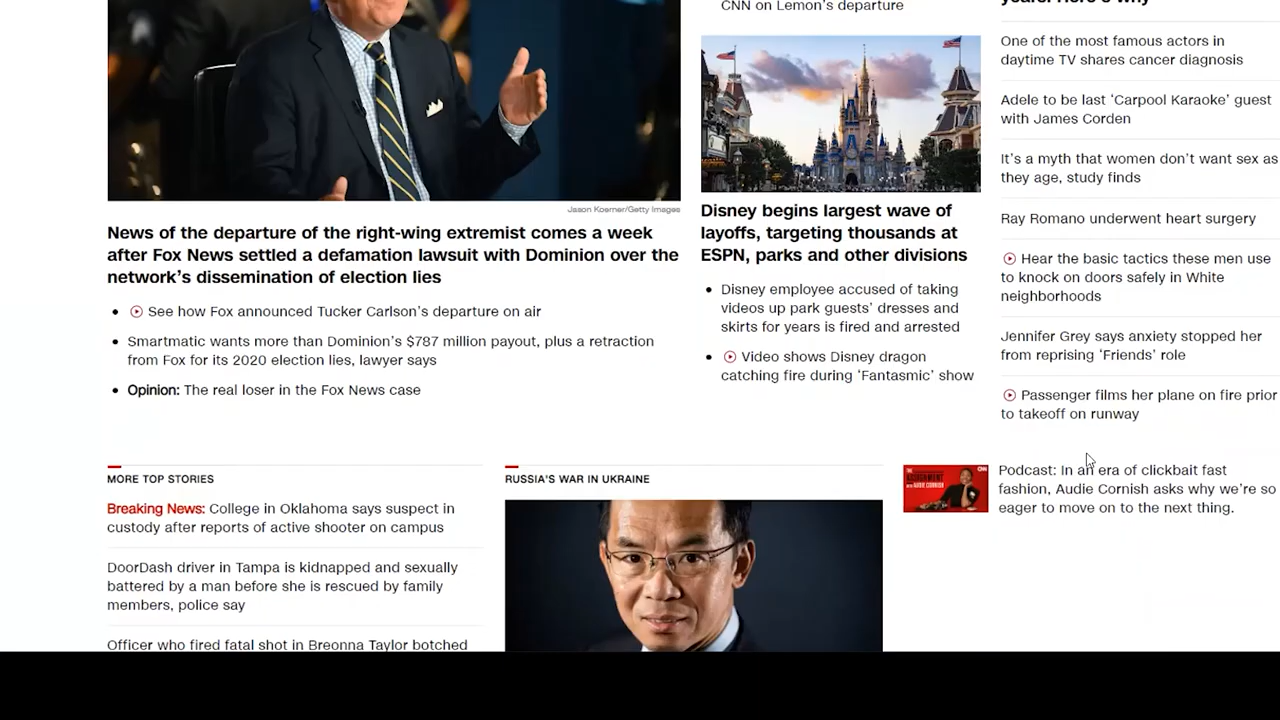 Jason Koerner/Getty Images
News of the departure of the right-wing extremist comes a week
after Fox News settled a defamation lawsuit with Dominion over the
network's dissemination of election lies
See how Fox announced Tucker Carlson's departure on air
Smartmatic wants more than Dominion's $787 million payout, plus a retraction
from Fox for its 2020 election lies, lawyer says
Opinion: The real loser in the Fox News case
CNN on Lemon's departure
Disney begins largest wave of
layoffs, targeting thousands at
ESPN, parks and other divisions
Disney employee accused of taking
videos up park guests' dresses and
skirts for years is fired and arrested
Video shows Disney dragon
catching fire during 'Fantasmic' show
years! Here's why
One of the most famous actors in
daytime TV shares cancer diagnosis
Adele to be last 'Carpool Karaoke' guest
with James Corden
It's a myth that women don't want sex as
they age, study finds
Ray Romano underwent heart surgery
Hear the basic tactics these men use
to knock on doors safely in White
neighborhoods
Jennifer Grey says anxiety stopped her
from reprising 'Friends' role
Passenger films her plane on fire prior
to takeoff on runway
MORE TOP STORIES
Breaking News: College in Oklahoma says suspect in
custody after reports of active shooter on campus
DoorDash driver in Tampa is kidnapped and sexually
battered by a man before she is rescued by family
members, police say
Officer who fired fatal shot in Breonna Taylor botched
RUSSIA'S WAR IN UKRAINE
THE
ASSIGNMENT
WITH AUDIE CORNISH
CNN
Podcast: In an era of clickbait fast
fashion, Audie Cornish asks why we're so
eager to move on to the next thing.